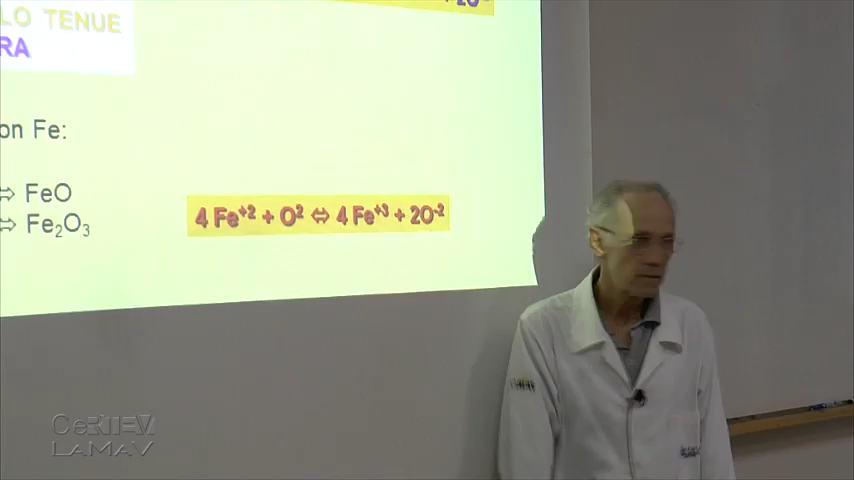 LO TENUE
RA
on Fe:
⇔ FeO
⇔ Fe₂O₃
4 Fe⁺² + O² ⇔ 4 Fe⁺³ + 2O⁻²
CeRTEV
LAMAV